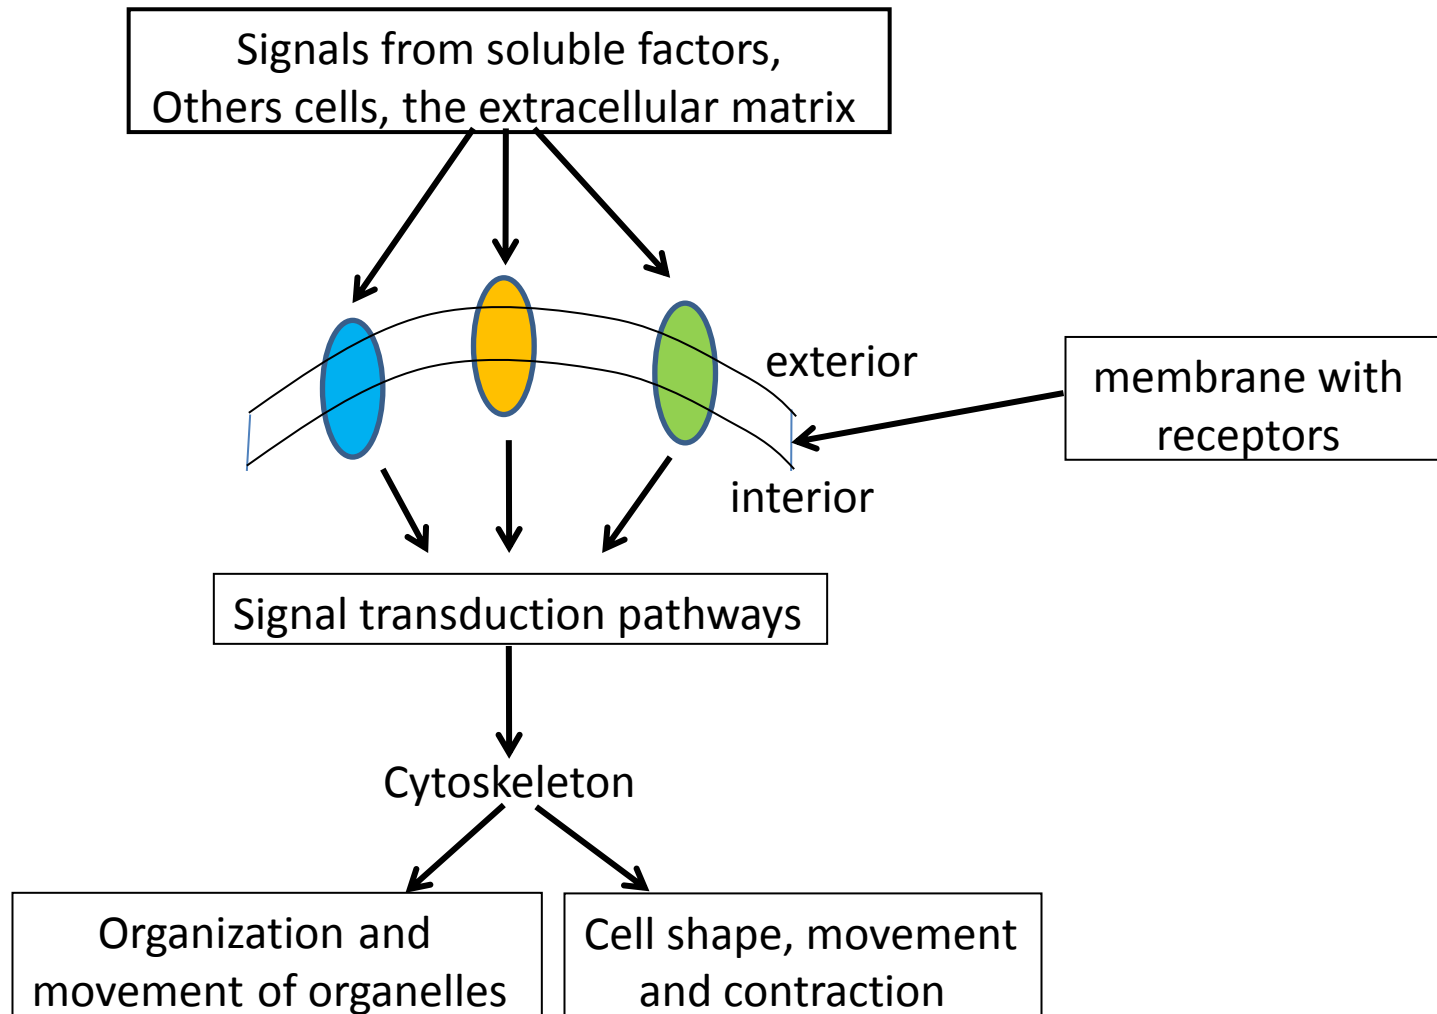 Signals from soluble factors,
Others cells, the extracellular matrix
exterior
membrane with
receptors
interior
Signal transduction pathways
Cytoskeleton
Organization and
movement of organelles
Cell shape, movement
and contraction